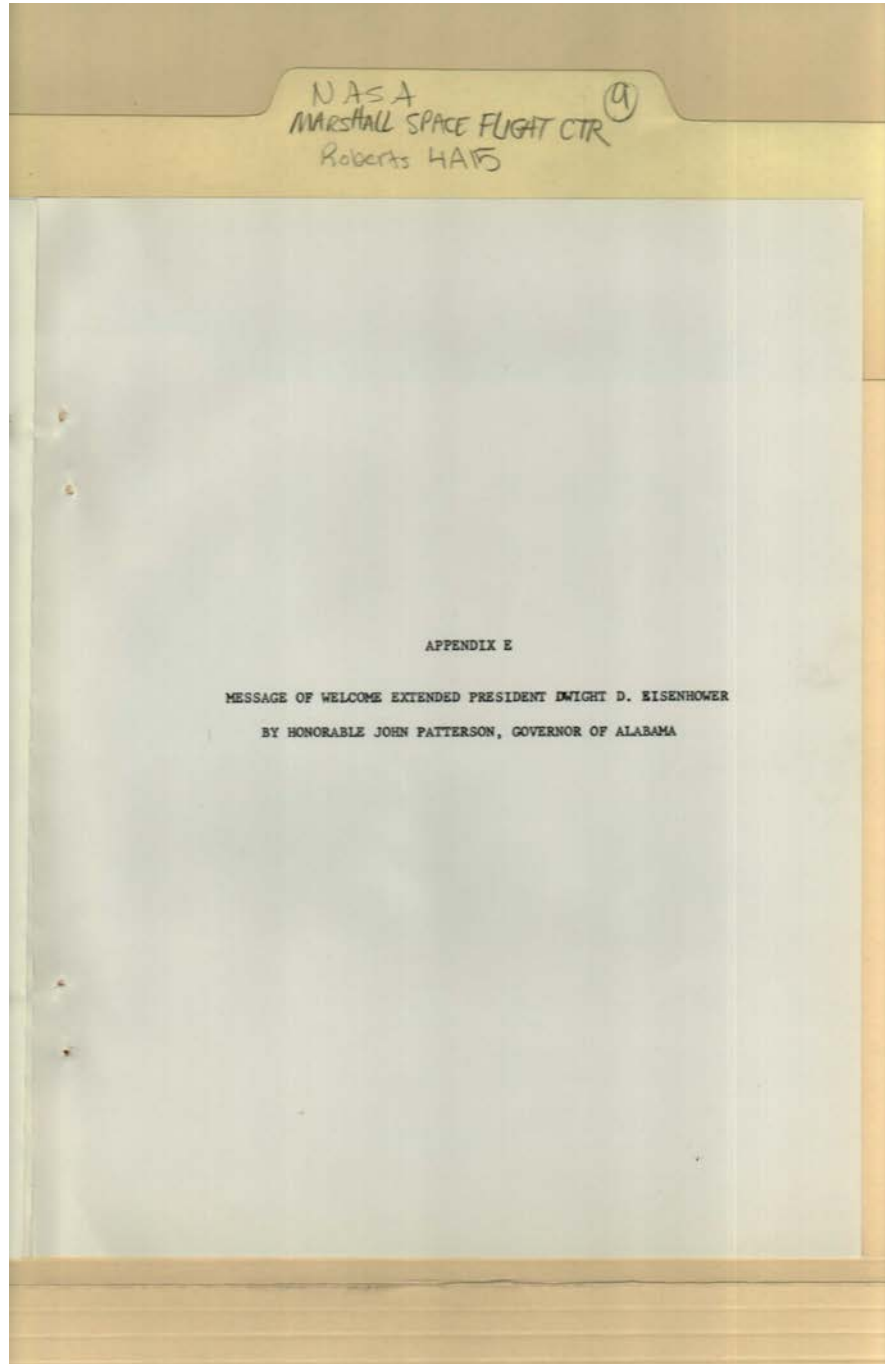 NASA
MARSHALL SPACE FLIGHT CTR 9
Roberts 4A15
APPENDIX E
MESSAGE OF WELCOME EXTENDED PRESIDENT DWIGHT D. EISENHOWER
BY HONORABLE JOHN PATTERSON, GOVERNOR OF ALABAMA